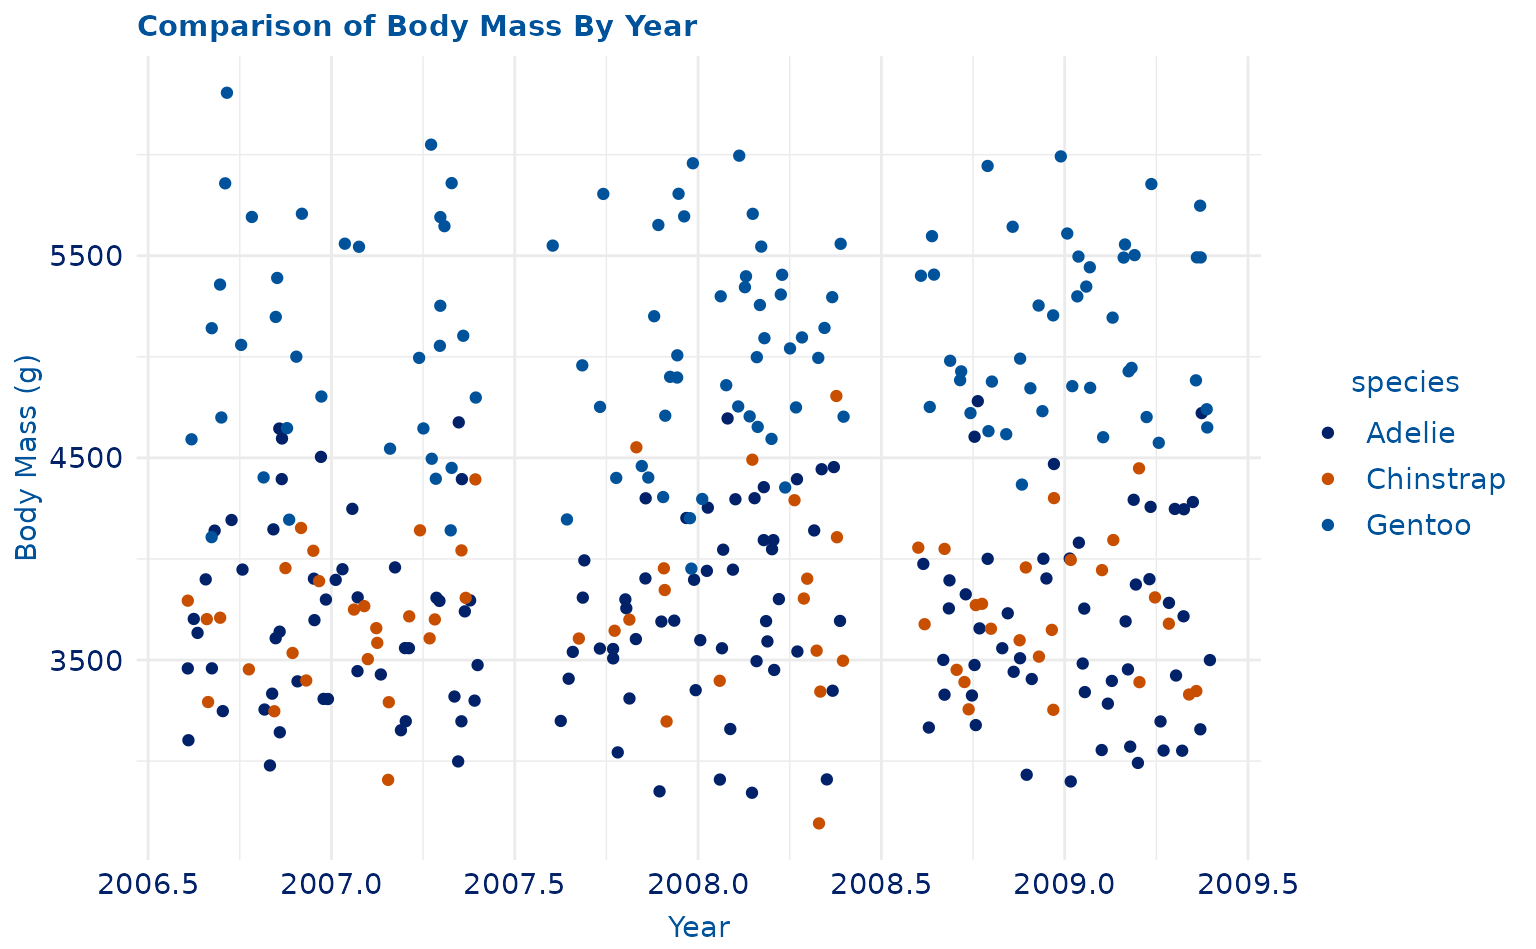 Comparison of Body Mass By Year
Body Mass (g)
5500
4500
3500
2006.5 2007.0 2007.5 2008.0 2008.5 2009.0 2009.5
Year
species
Adelie
Chinstrap
Gentoo